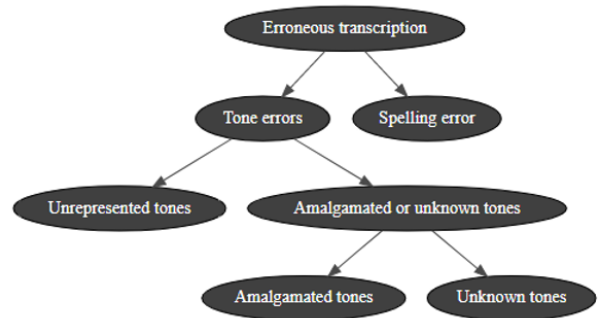 Erroneous transcription
Tone errors
Spelling error
Unrepresented tones
Amalgamated or unknown tones
Amalgamated tones
Unknown tones